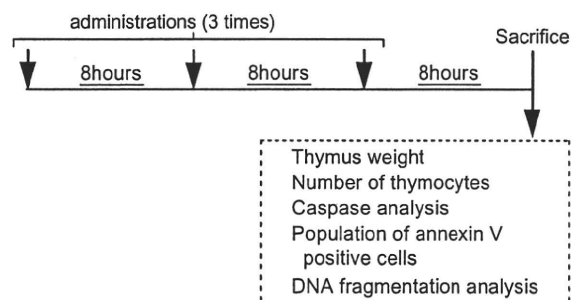 administrations (3 times)
Sacrifice
8hours 8hours 8hours
Thymus weight
Number of thymocytes
Caspase analysis
Population of annexin V
positive cells
DNA fragmentation analysis